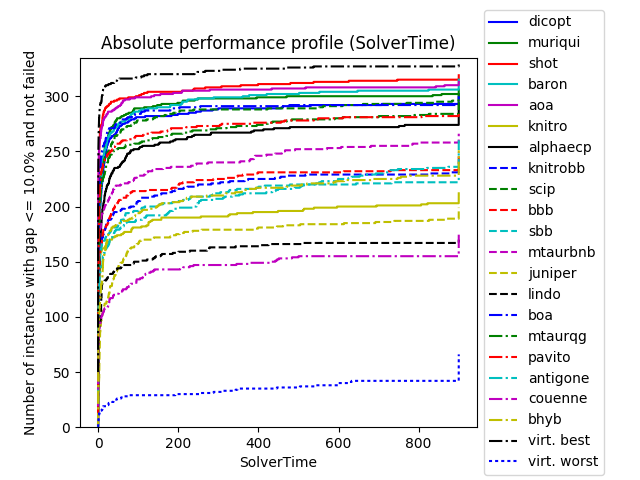 Absolute performance profile (SolverTime)
Number of instances with gap <= 10.0% and not failed
300
250
200
150
100
50
0
0 200 400 600 800
SolverTime
dicopt
muriqui
shot
baron
aoa
knitro
alphaecp
knitrobb
scip
bbb
sbb
mtaurbnb
juniper
lindo
boa
mtaurqg
pavito
antigone
couenne
bhyb
virt. best
virt. worst